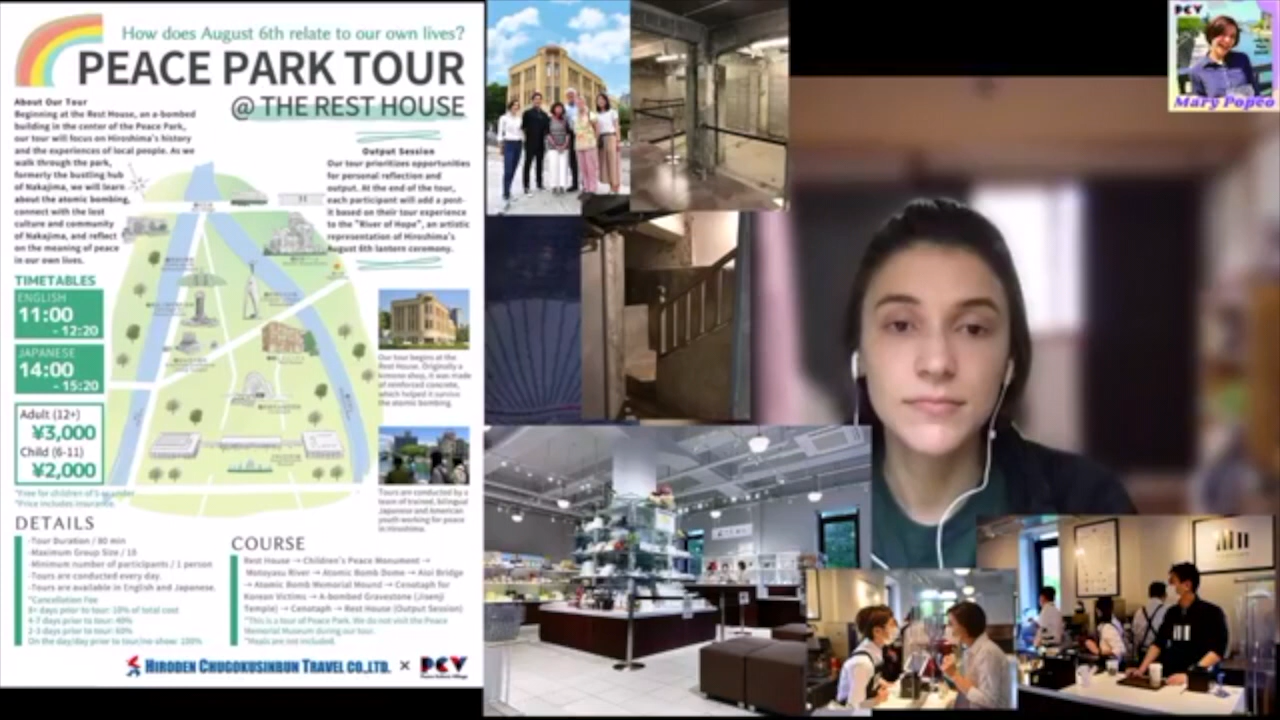 How does August 6th relate to our own lives?
PEACE PARK TOUR
@ THE REST HOUSE
About Our Tour
Beginning at the Rest House, an a-bombed
building in the center of the Peace Park,
our tour will focus on Hiroshima's history
and the experiences of local people. As we
walk through the park,
formerly the bustling hub
of Nakajima, we will learn
about the atomic bombing,
connect with the lost
culture and community
of Nakajima, and reflect
on the meaning of peace
in our own lives.
Output Session
Our tour prioritizes opportunities
for personal reflection and
output. At the end of the tour,
each participant will add a post-
it based on their tour experience
to the "River of Hope", an artistic
representation of Hiroshima's
August 6th lantern ceremony.
TIMETABLES
ENGLISH
11:00
- 12:20
JAPANESE
14:00
- 15:20
Adult (12+)
¥3,000
Child (6-11)
¥2,000
*Free for children of 5 or under
*Price includes insurance.
Our tour begins at the
Rest House. Originally a
kimono shop, it was made
of reinforced concrete,
which helped it survive
the atomic bombing.
Tours are conducted by a
team of trained, bilingual
Japanese and American
youth working for peace
in Hiroshima.
DETAILS
-Tour Duration / 80 min
-Maximum Group Size / 10
-Minimum number of participants / 1 person
-Tours are conducted every day.
-Tours are available in English and Japanese.
*Cancellation Fee
8+ days prior to tour: 10% of total cost
4-7 days prior to tour: 40%
2-3 days prior to tour: 60%
On the day/day prior to tour/no-show: 100%
COURSE
Rest House → Children's Peace Monument →
Motoyasu River → Atomic Bomb Dome → Aioi Bridge
→ Atomic Bomb Memorial Mound → Cenotaph for
Korean Victims → A-bombed Gravestone (Jisenji
Temple) → Cenotaph → Rest House (Output Session)
*This is a tour of Peace Park. We do not visit the Peace
Memorial Museum during our tour.
*Meals are not included.
HIRODEN CHUGOKUSINBUN TRAVEL CO.,LTD. × PCV
Peace Culture Village
PCV
Mary Popeo